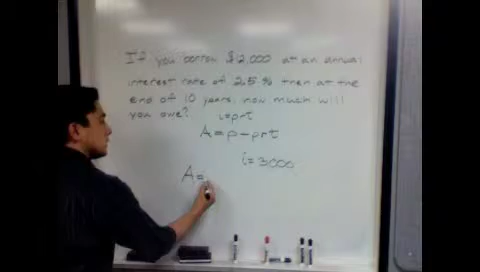 If you borrow $12,000 at an annual
interest rate of 2.5% then at the
end of 10 years, how much will
you owe? i=prt
A=p-prt
i=3000
A=